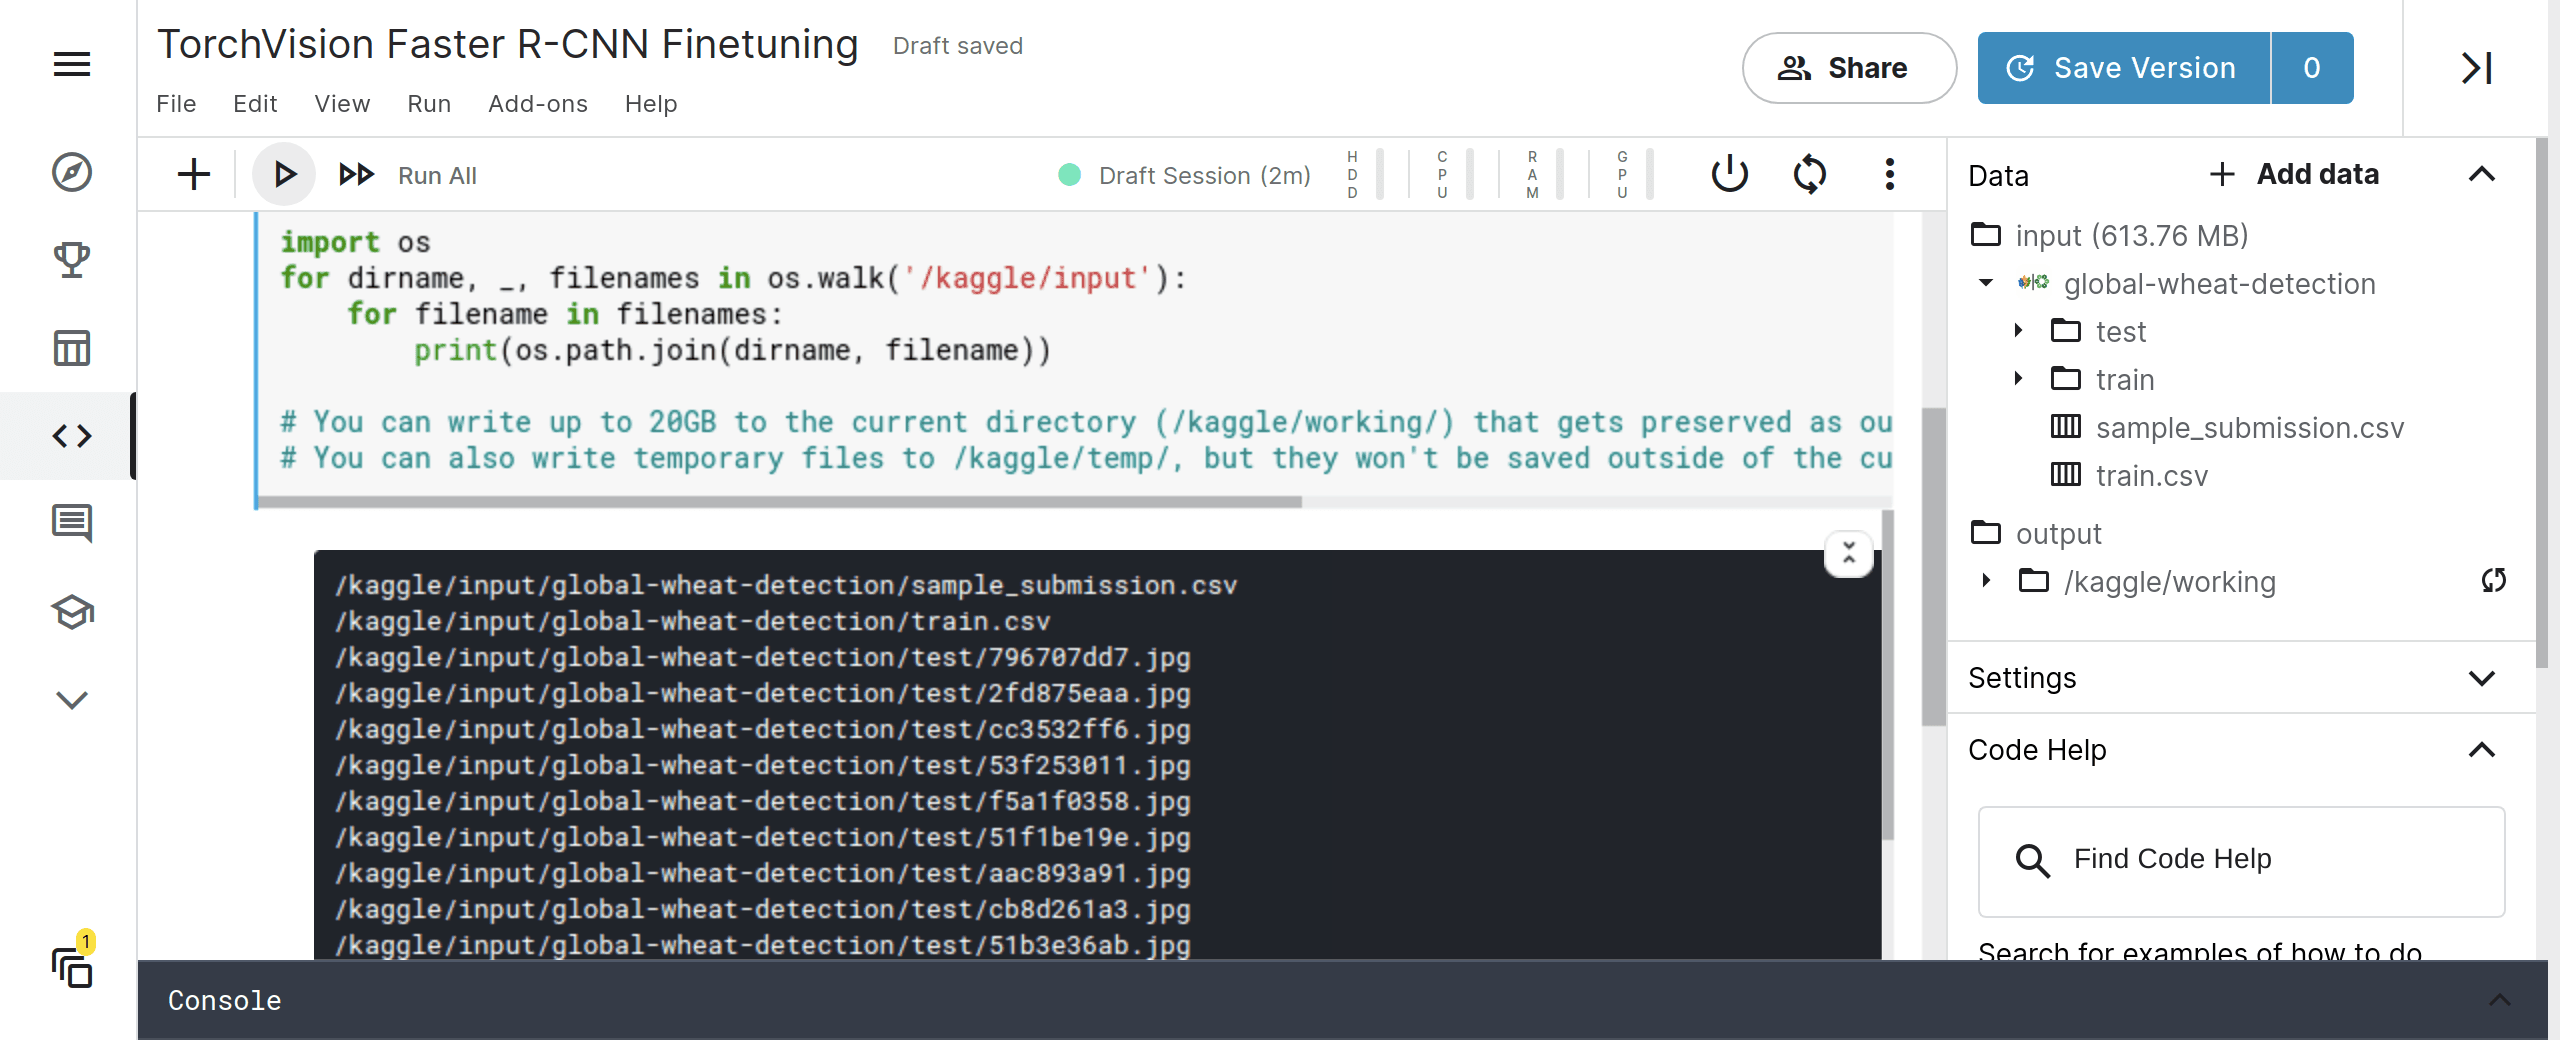 TorchVision Faster R-CNN Finetuning Draft saved
File Edit View Run Add-ons Help
Share
Save Version 0
Run All
Draft Session (2m)
HDD CPU RAM GPU
import os
for dirname, _, filenames in os.walk('/kaggle/input'):
    for filename in filenames:
        print(os.path.join(dirname, filename))
# You can write up to 20GB to the current directory (/kaggle/working/) that gets preserved as ou
# You can also write temporary files to /kaggle/temp/, but they won't be saved outside of the cu
/kaggle/input/global-wheat-detection/sample_submission.csv
/kaggle/input/global-wheat-detection/train.csv
/kaggle/input/global-wheat-detection/test/796707dd7.jpg
/kaggle/input/global-wheat-detection/test/2fd875eaa.jpg
/kaggle/input/global-wheat-detection/test/cc3532ff6.jpg
/kaggle/input/global-wheat-detection/test/53f253011.jpg
/kaggle/input/global-wheat-detection/test/f5a1f0358.jpg
/kaggle/input/global-wheat-detection/test/51f1be19e.jpg
/kaggle/input/global-wheat-detection/test/aac893a91.jpg
/kaggle/input/global-wheat-detection/test/cb8d261a3.jpg
/kaggle/input/global-wheat-detection/test/51b3e36ab.jpg
Data
Add data
input (613.76 MB)
global-wheat-detection
test
train
sample_submission.csv
train.csv
output
/kaggle/working
Settings
Code Help
Find Code Help
Search for examples of how to do
1
Console